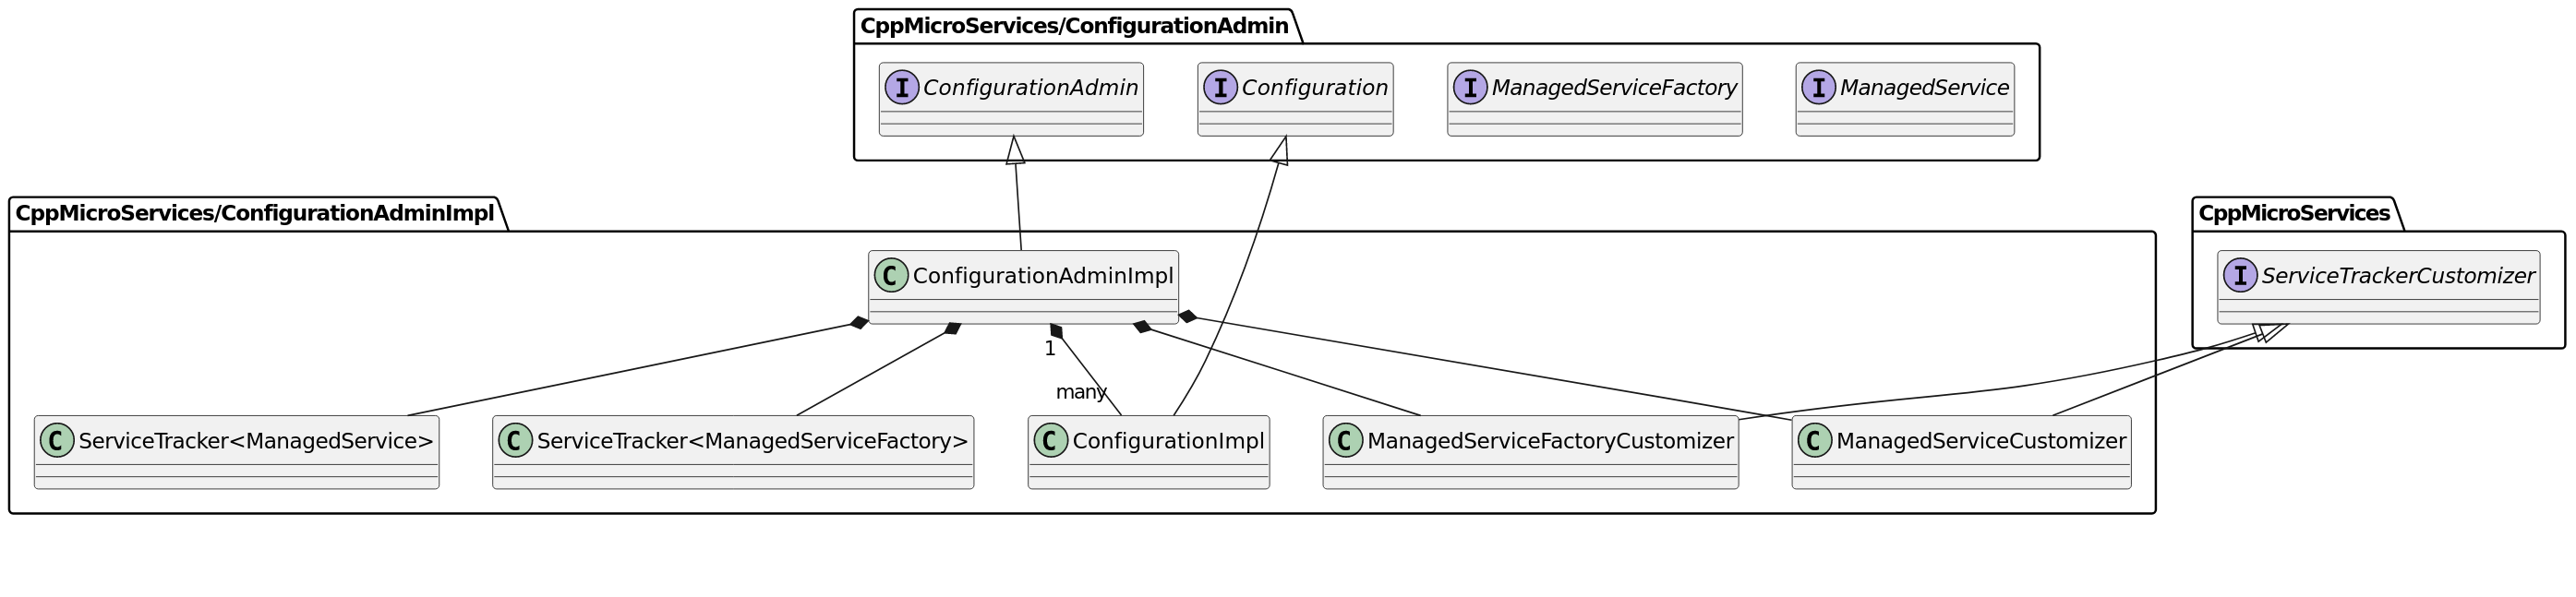 CppMicroServices/ConfigurationAdmin
I ConfigurationAdmin
I Configuration
I ManagedServiceFactory
I ManagedService
CppMicroServices/ConfigurationAdminImpl
CppMicroServices
C ConfigurationAdminImpl
I ServiceTrackerCustomizer
1
many
C ServiceTracker<ManagedService>
C ServiceTracker<ManagedServiceFactory>
C ConfigurationImpl
C ManagedServiceFactoryCustomizer
C ManagedServiceCustomizer